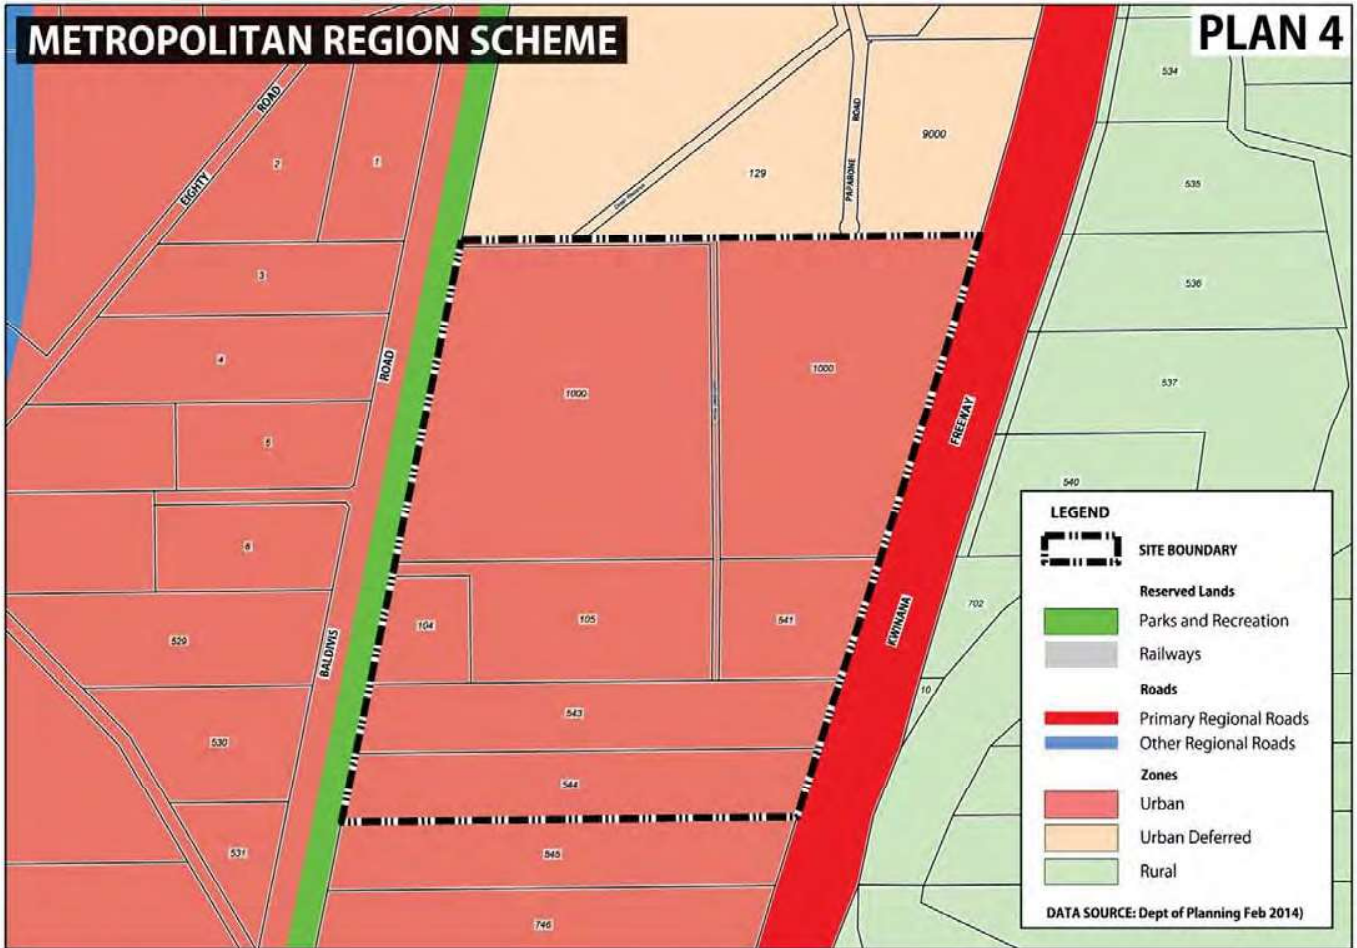 METROPOLITAN REGION SCHEME
PLAN 4
534
ROAD
EIGHTY
2
1
ROAD
PAPARONE
9000
129
Drain Reserve
535
3
536
4
ROAD
1000
1000
537
5
FREEWAY
540
6
104
105
541
KWINANA
702
529
BALDIVIS
10
543
530
544
531
545
746
LEGEND
SITE BOUNDARY
Reserved Lands
Parks and Recreation
Railways
Roads
Primary Regional Roads
Other Regional Roads
Zones
Urban
Urban Deferred
Rural
DATA SOURCE: Dept of Planning Feb 2014)